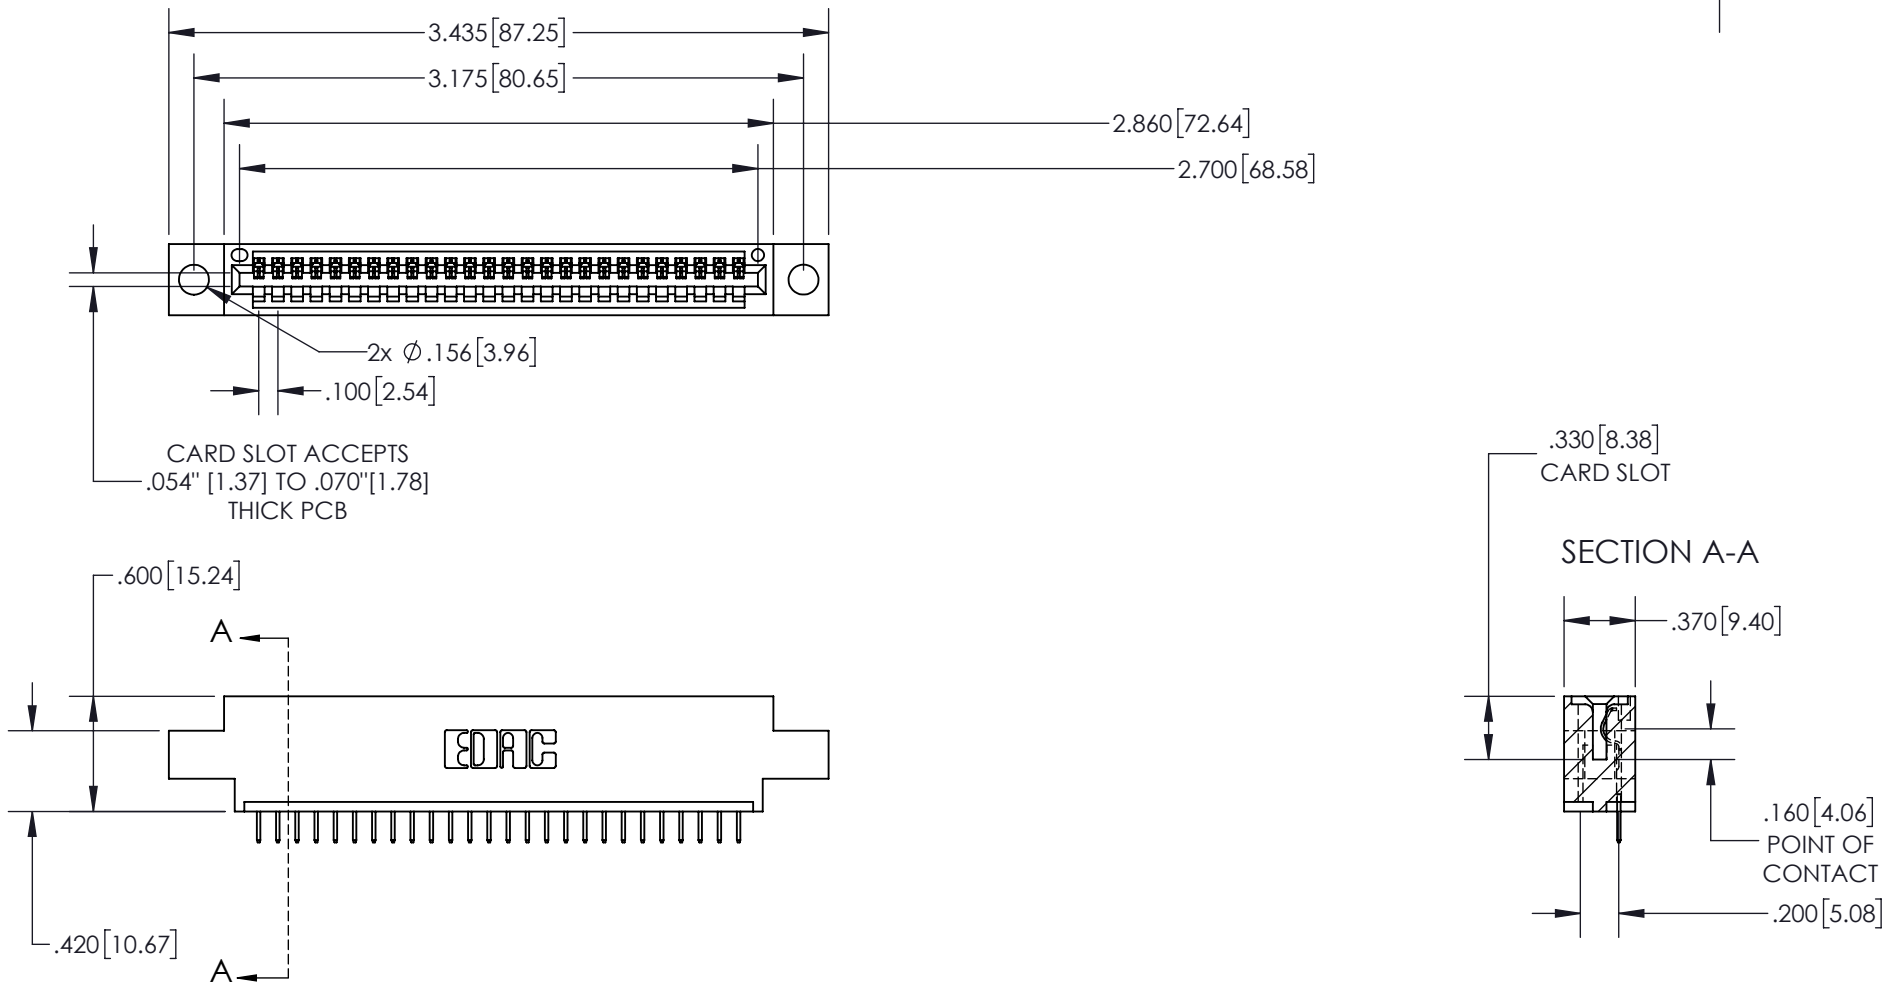 3.435[87.25]
3.175[80.65]
2.860[72.64]
2.700[68.58]
2x ∅.156[3.96]
.100[2.54]
CARD SLOT ACCEPTS
.054" [1.37] TO .070"[1.78]
THICK PCB
.330[8.38]
CARD SLOT
SECTION A-A
.600[15.24]
.370[9.40]
A
EDAC
.160[4.06]
POINT OF
CONTACT
.200[5.08]
.420[10.67]
A